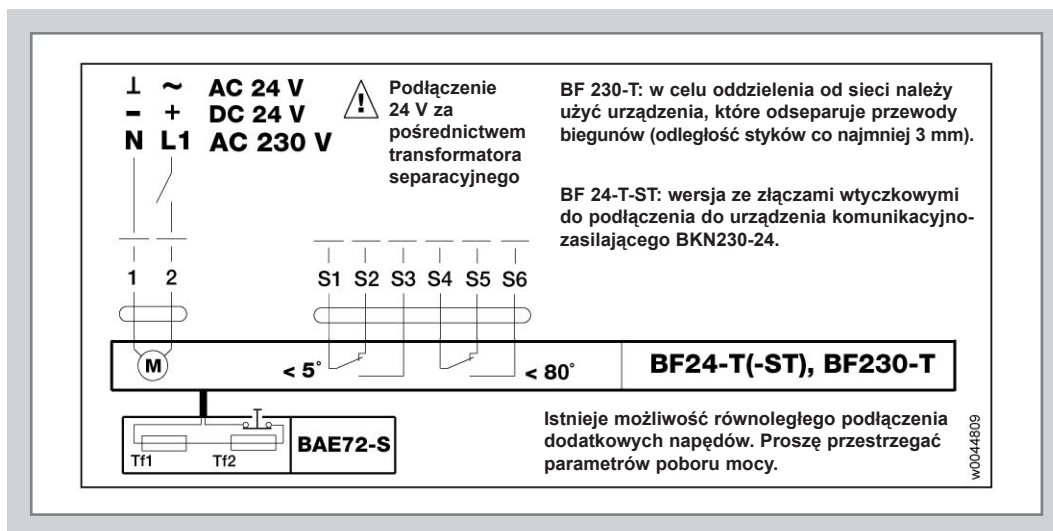 ⊥ ~ AC 24 V
- + DC 24 V
N L1 AC 230 V
Podłączenie
24 V za
pośrednictwem
transformatora
separacyjnego
BF 230-T: w celu oddzielenia od sieci należy
użyć urządzenia, które odseparuje przewody
biegunów (odległość styków co najmniej 3 mm).
BF 24-T-ST: wersja ze złączami wtyczkowymi
do podłączenia do urządzenia komunikacyjno-
zasilającego BKN230-24.
1 2 S1 S2 S3 S4 S5 S6
M < 5° < 80° BF24-T(-ST), BF230-T
Tf1 Tf2 BAE72-S
Istnieje możliwość równoległego podłączenia
dodatkowych napędów. Proszę przestrzegać
parametrów poboru mocy.
w0044809